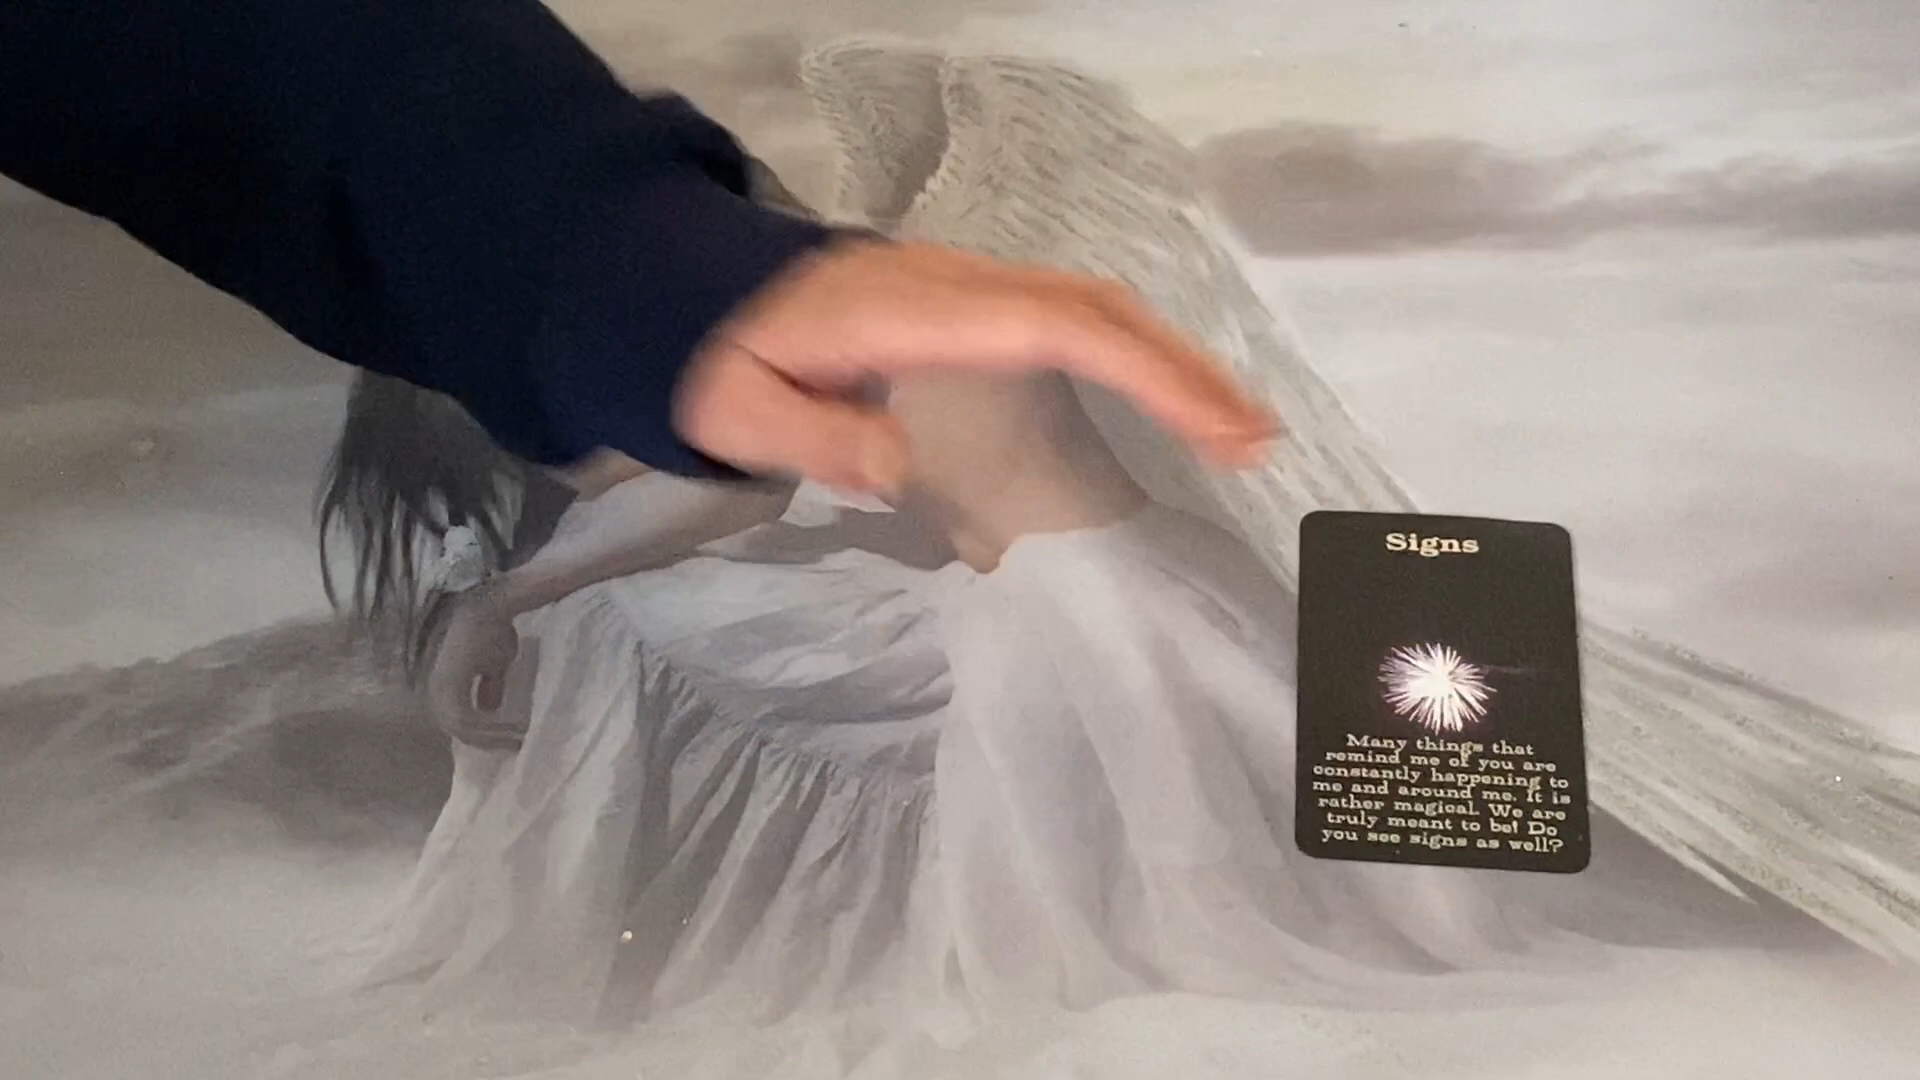 Signs
Many things that
remind me of you are
constantly happening to
me and around me. It is
rather magical. We are
truly meant to be! Do
you see signs as well?